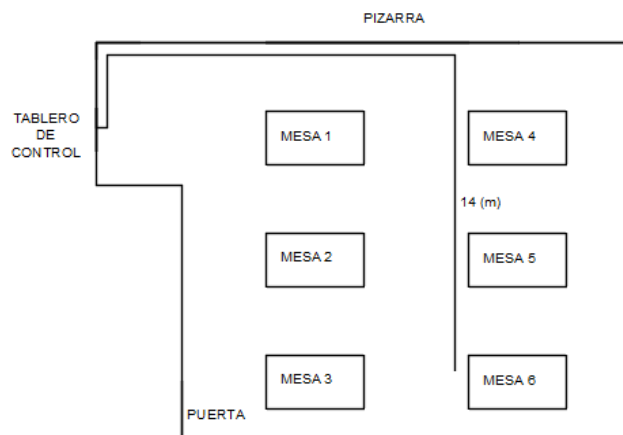 PIZARRA
TABLERO
DE
CONTROL
MESA 1
MESA 4
14 (m)
MESA 2
MESA 5
MESA 3
MESA 6
PUERTA